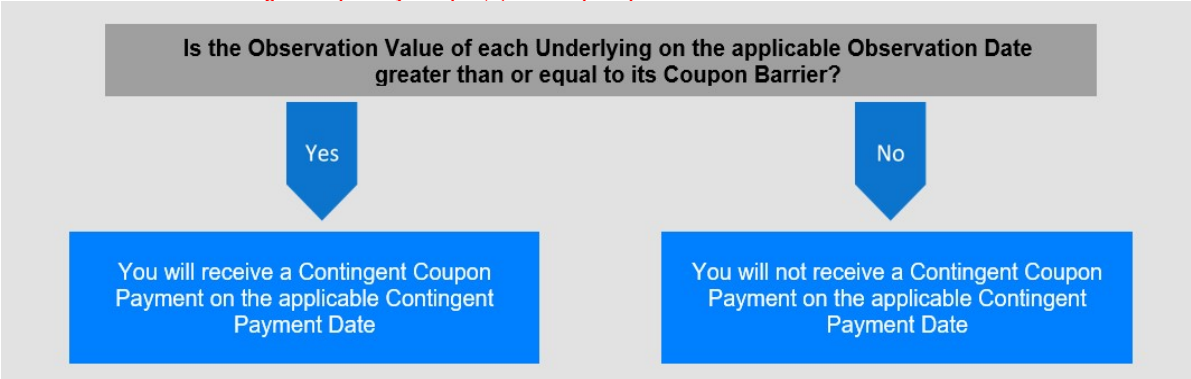 Is the Observation Value of each Underlying on the applicable Observation Date
greater than or equal to its Coupon Barrier?
Yes
No
You will receive a Contingent Coupon
Payment on the applicable Contingent
Payment Date
You will not receive a Contingent Coupon
Payment on the applicable Contingent
Payment Date